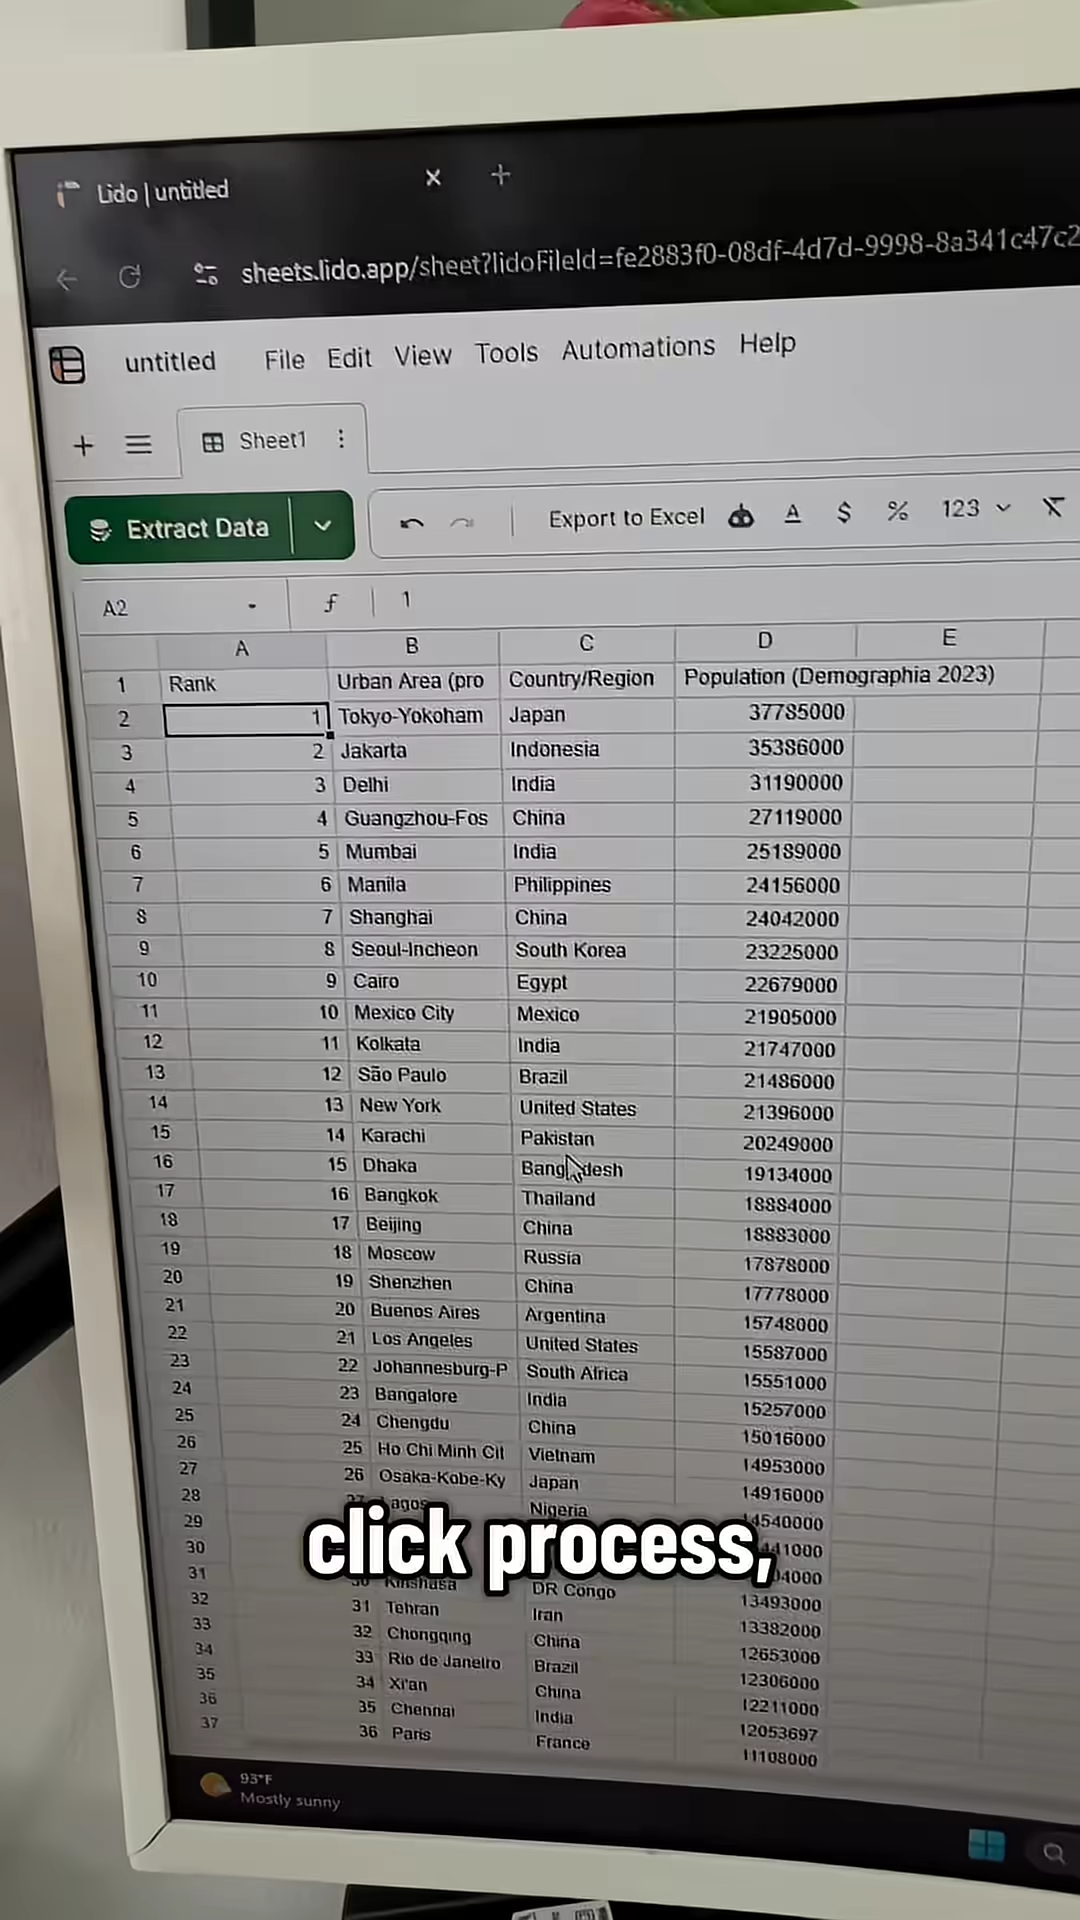 Lido | untitled
sheets.lido.app/sheet?lidoFileId=fe2883f0-08df-4d7d-9998-8a341c47c2
untitled File Edit View Tools Automations Help
Sheet1
Extract Data Export to Excel A $ % 123
A2 f 1
A B C D E
1 Rank Urban Area (pro Country/Region Population (Demographia 2023)
2 1 Tokyo-Yokoham Japan 37785000
3 2 Jakarta Indonesia 35386000
4 3 Delhi India 31190000
5 4 Guangzhou-Fos China 27119000
6 5 Mumbai India 25189000
7 6 Manila Philippines 24156000
8 7 Shanghai China 24042000
9 8 Seoul-Incheon South Korea 23225000
10 9 Cairo Egypt 22679000
11 10 Mexico City Mexico 21905000
12 11 Kolkata India 21747000
13 12 São Paulo Brazil 21486000
14 13 New York United States 21396000
15 14 Karachi Pakistan 20249000
16 15 Dhaka Bangladesh 19134000
17 16 Bangkok Thailand 18884000
18 17 Beijing China 18883000
19 18 Moscow Russia 17878000
20 19 Shenzhen China 17778000
21 20 Buenos Aires Argentina 15748000
22 21 Los Angeles United States 15587000
23 22 Johannesburg-P South Africa 15551000
24 23 Bangalore India 15257000
25 24 Chengdu China 15016000
26 25 Ho Chi Minh Cit Vietnam 14953000
27 26 Osaka-Kobe-Ky Japan 14916000
28 Nigeria 14540000
29
30
click process,
31 Kinshasa DR Congo 13493000
32 31 Tehran Iran 13382000
33 32 Chongqing China 12653000
34 33 Rio de Janeiro Brazil 12306000
35 34 Xi'an China 12211000
36 35 Chennai India 12053697
37 36 Paris France 11108000
93°F
Mostly sunny